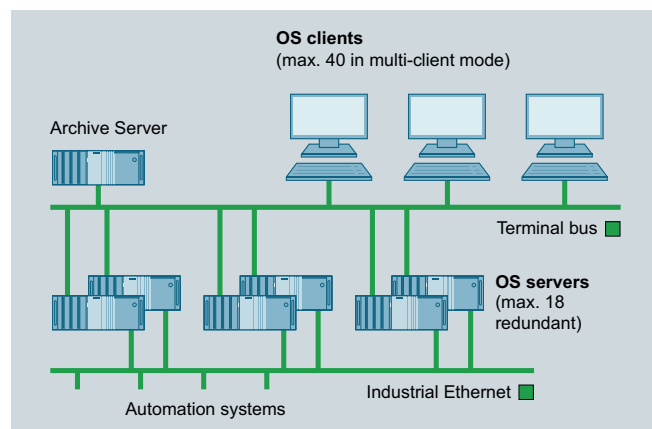 OS clients
(max. 40 in multi-client mode)
Archive Server
Terminal bus
OS servers
(max. 18
redundant)
Industrial Ethernet
Automation systems